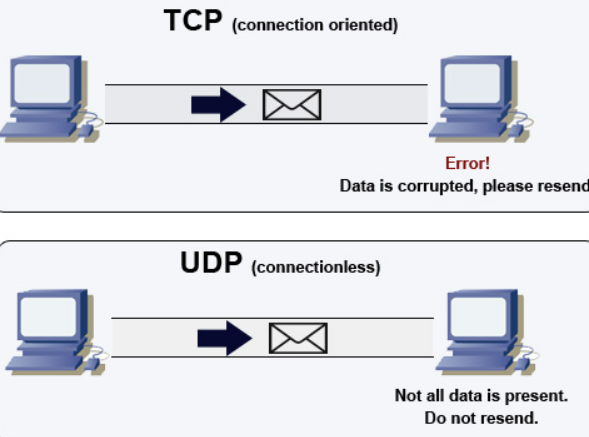 TCP (connection oriented)
Error!
Data is corrupted, please resend
UDP (connectionless)
Not all data is present.
Do not resend.